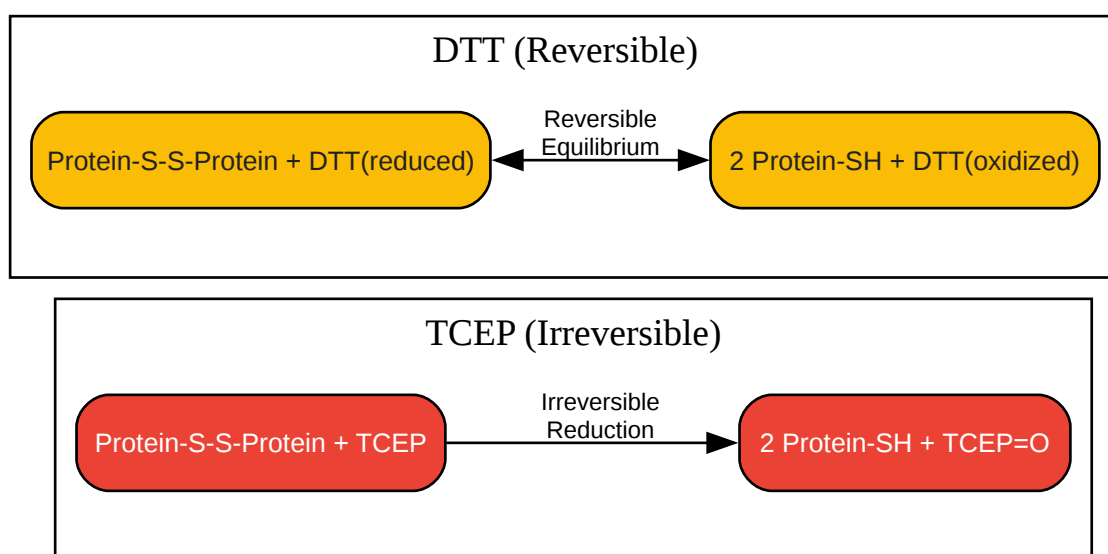 DTT (Reversible)
Protein-S-S-Protein + DTT(reduced)
Reversible
Equilibrium
2 Protein-SH + DTT(oxidized)
TCEP (Irreversible)
Protein-S-S-Protein + TCEP
Irreversible
Reduction
2 Protein-SH + TCEP=O